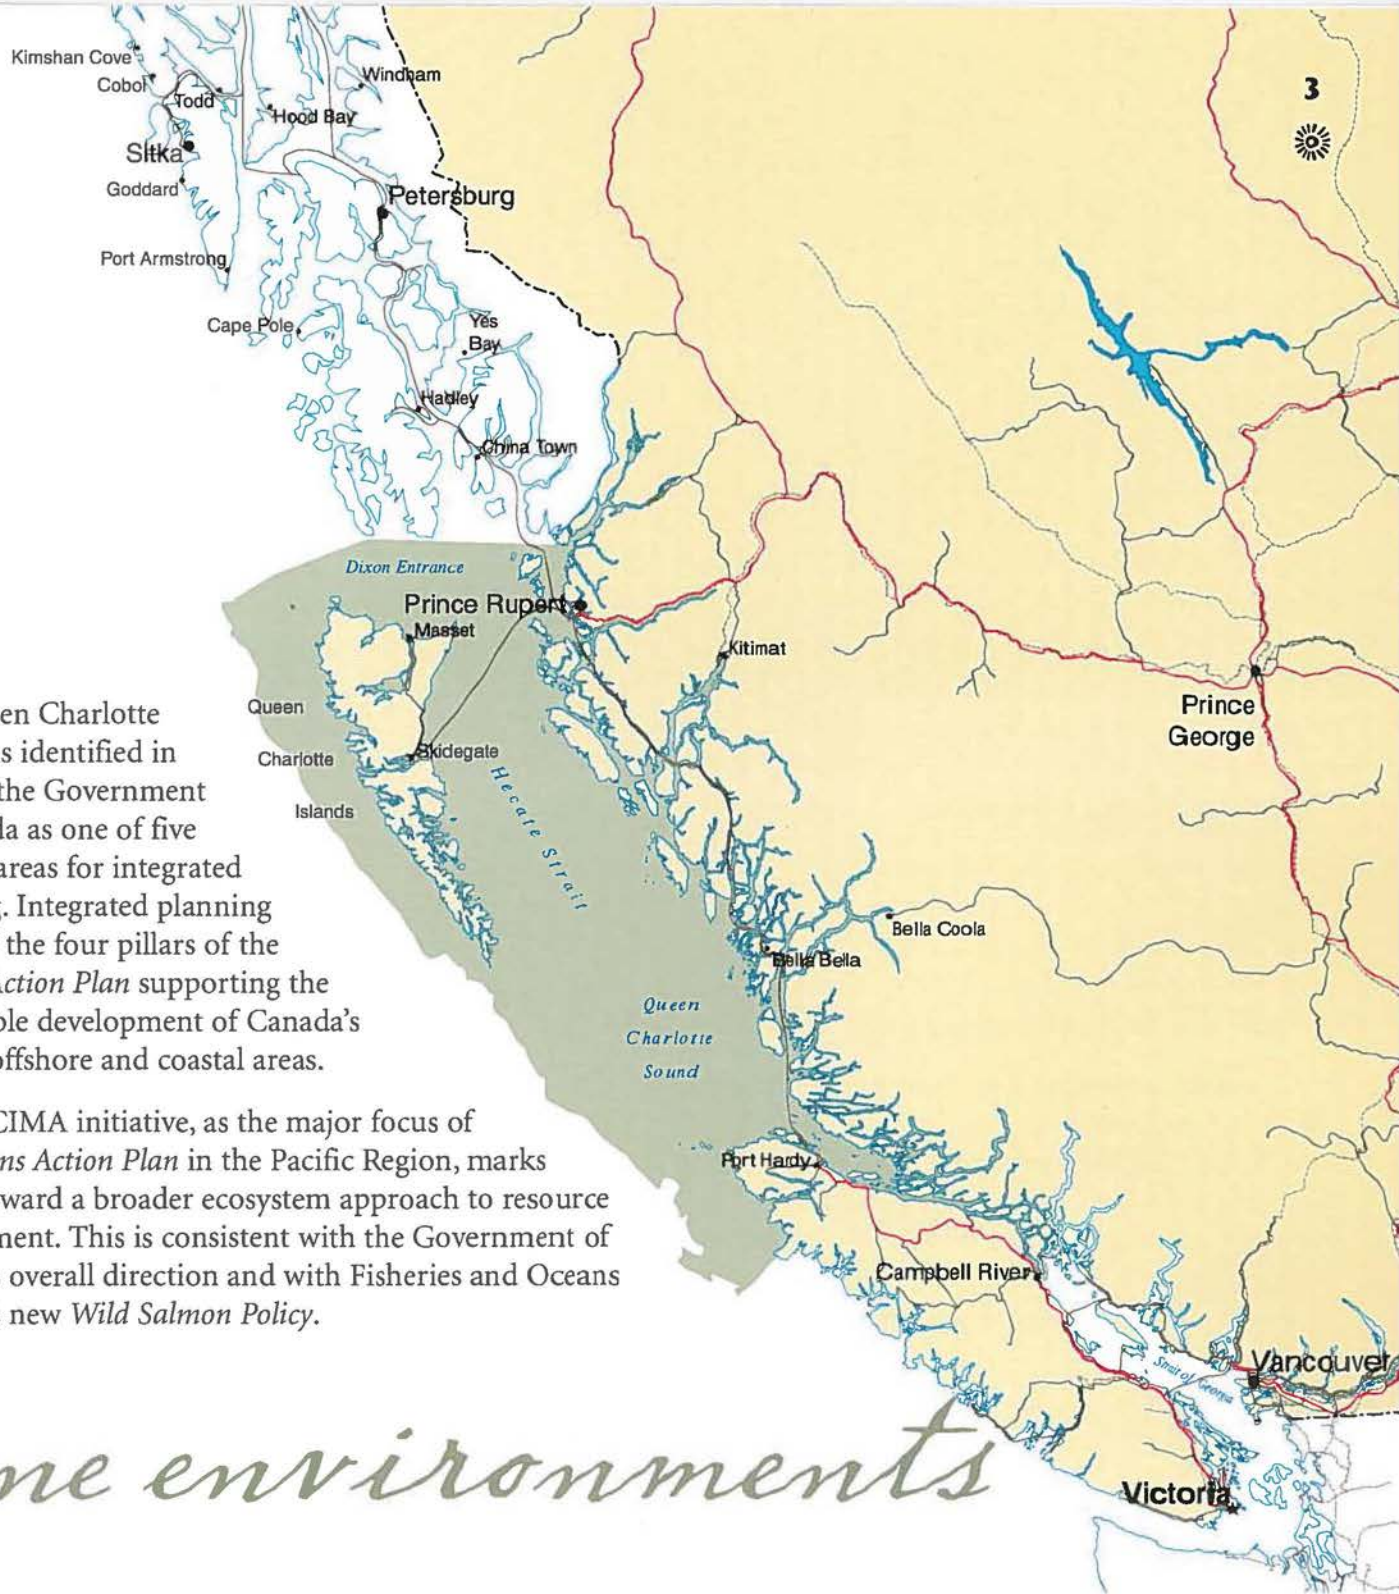 Kimshan Cove
Cobol
Todd
Windham
Hood Bay
Sitka
Goddard
Petersburg
Port Armstrong
Cape Pole
Yes
Bay
Hadley
China Town
3
Dixon Entrance
Prince Rupert
Masset
Kitimat
Queen
Charlotte
Islands
Skidegate
Hecate Strait
Prince
George
Bella Coola
Bella Bella
Queen
Charlotte
Sound
Port Hardy
Campbell River
Strait of Georgia
Vancouver
Victoria
en Charlotte
s identified in
the Government
da as one of five
areas for integrated
g. Integrated planning
the four pillars of the
Action Plan supporting the
ble development of Canada's
offshore and coastal areas.
CIMA initiative, as the major focus of
ns Action Plan in the Pacific Region, marks
ward a broader ecosystem approach to resource
ment. This is consistent with the Government of
overall direction and with Fisheries and Oceans
new Wild Salmon Policy.
ne environments